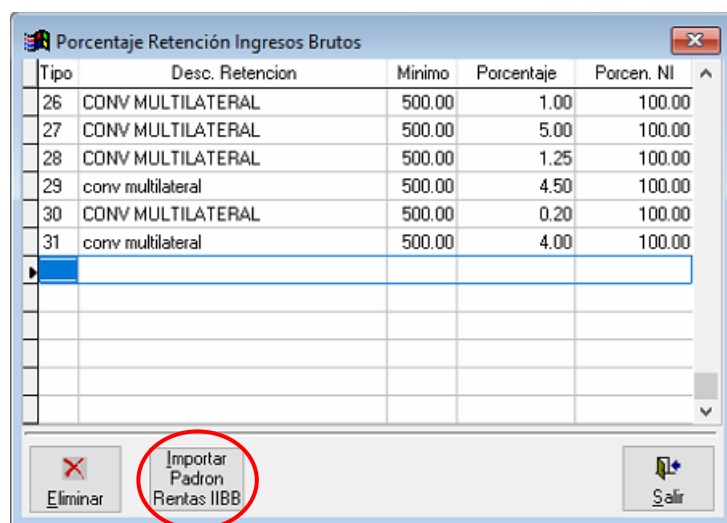 Porcentaje Retención Ingresos Brutos
Tipo Desc. Retencion Minimo Porcentaje Porcen. NI
26 CONV MULTILATERAL 500.00 1.00 100.00
27 CONV MULTILATERAL 500.00 5.00 100.00
28 CONV MULTILATERAL 500.00 1.25 100.00
29 conv multilateral 500.00 4.50 100.00
30 CONV MULTILATERAL 500.00 0.20 100.00
31 conv multilateral 500.00 4.00 100.00
Eliminar
Importar
Padron
Rentas IIBB
Salir